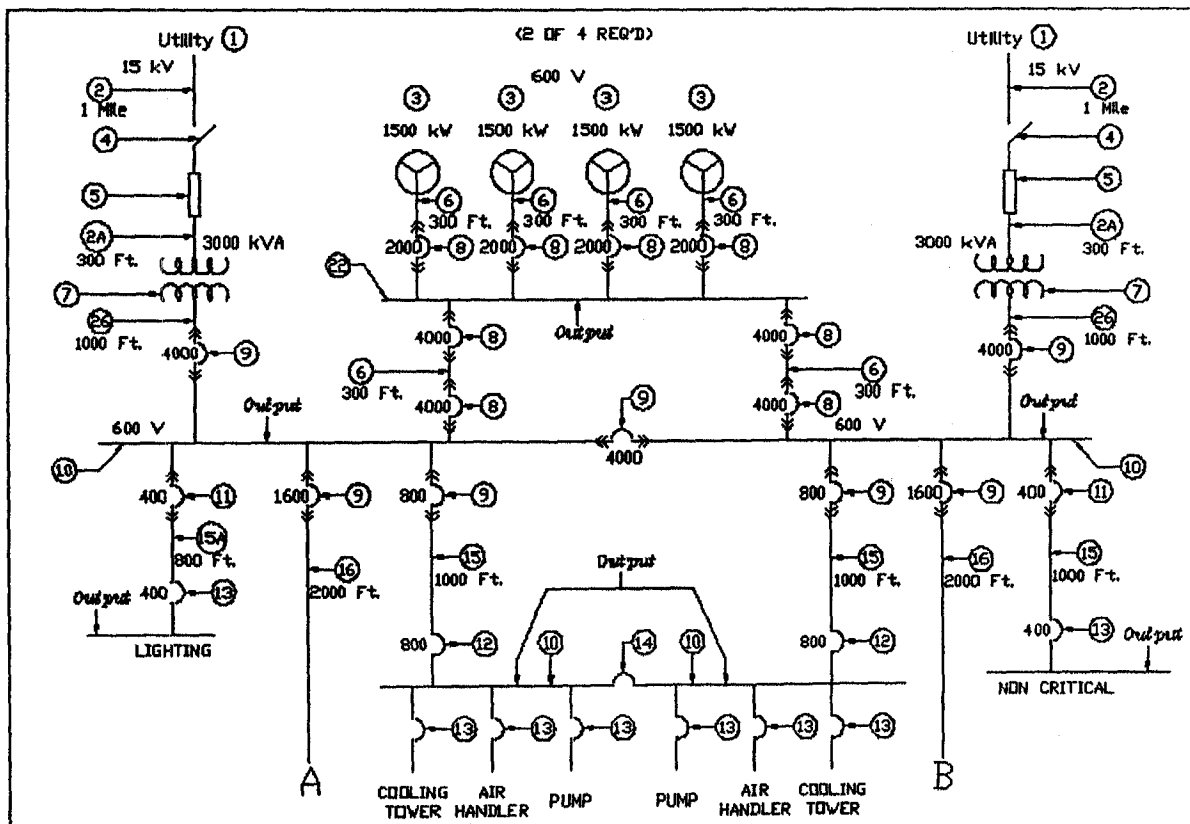 (2 OF 4 REQ'D)
Utility 1
Utility 1
15 kV
600 V
15 kV
2
3
3
3
3
2
1 Mile
1500 kW
1500 kW
1500 kW
1500 kW
1 Mile
4
4
5
6
6
6
6
5
300 Ft.
300 Ft.
300 Ft.
300 Ft.
2A
3000 kVA
2000
8
2000
8
2000
8
2000
8
3000 kVA
2A
300 Ft.
300 Ft.
7
22
7
26
Output
26
1000 Ft.
4000
8
4000
8
1000 Ft.
4000
9
4000
9
6
6
300 Ft.
9
300 Ft.
Output
4000
8
4000
8
Output
600 V
600 V
10
4000
10
400
11
1600
9
800
9
800
9
1600
9
400
11
15A
800 Ft.
16
2000 Ft.
15
1000 Ft.
Output
15
1000 Ft.
16
2000 Ft.
15
1000 Ft.
Output
400
13
400
13
Output
LIGHTING
800
12
10
14
10
800
12
NON CRITICAL
13
13
13
13
13
13
A
B
COOLING TOWER
AIR HANDLER
PUMP
PUMP
AIR HANDLER
COOLING TOWER